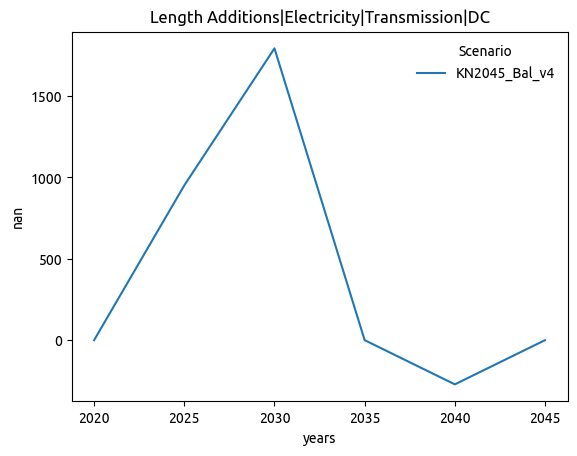 Length Additions|Electricity|Transmission|DC
Scenario
KN2045_Bal_v4
1500
1000
500
0
nan
2020 2025 2030 2035 2040 2045
years